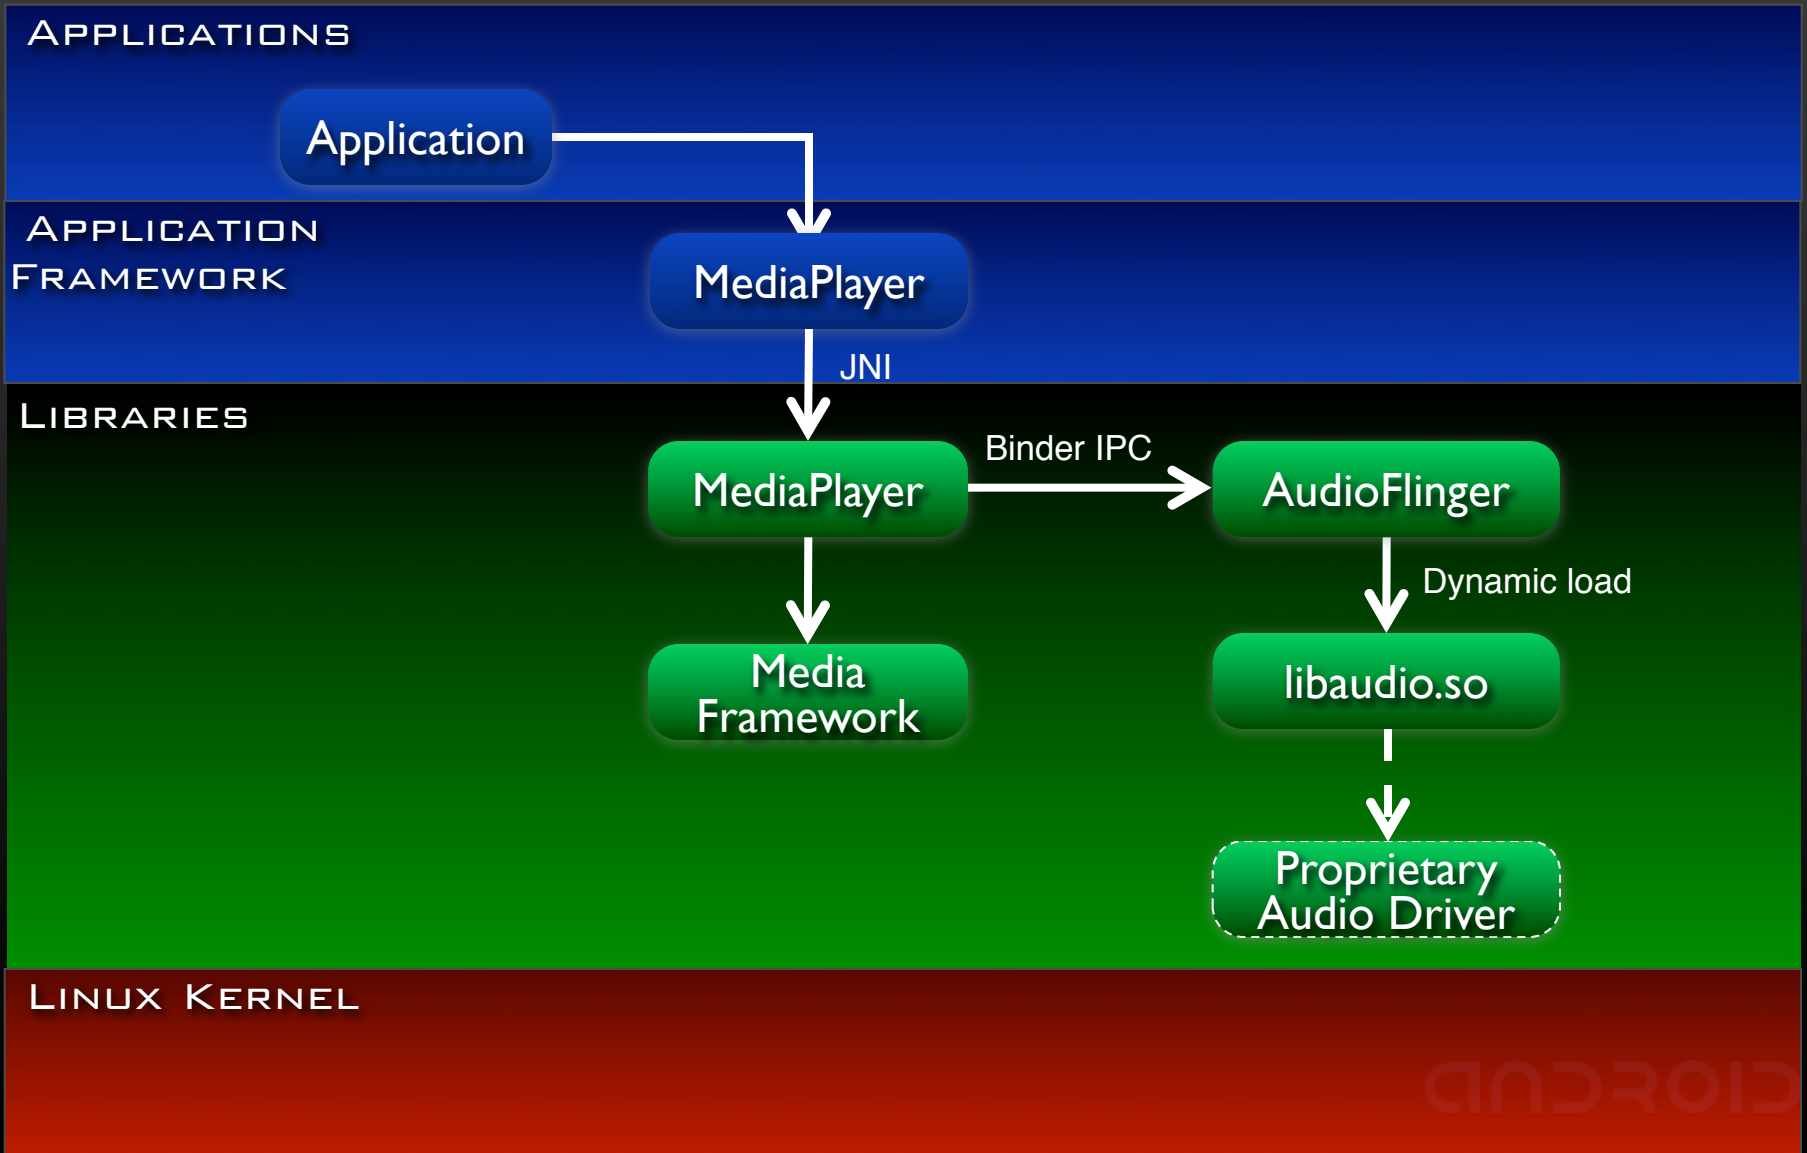 APPLICATIONS
Application
APPLICATION
FRAMEWORK
MediaPlayer
JNI
LIBRARIES
MediaPlayer
Binder IPC
AudioFlinger
Dynamic load
Media
Framework
libaudio.so
Proprietary
Audio Driver
LINUX KERNEL
ANDROID